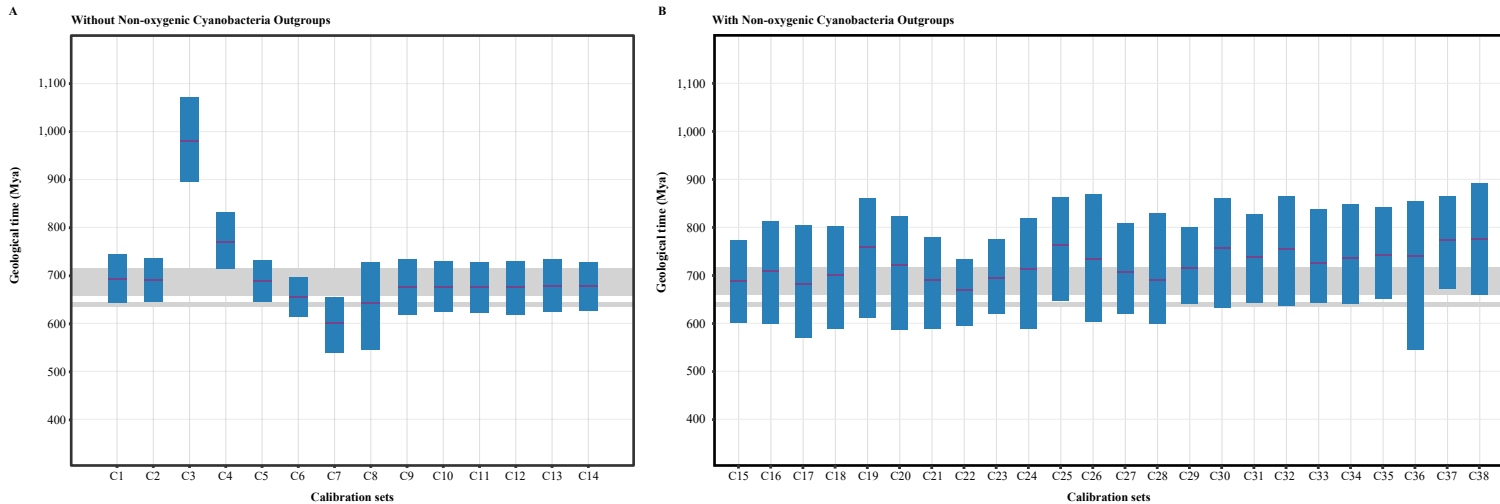 A
Without Non-oxygenic Cyanobacteria Outgroups
1,100
1,000
900
800
700
600
500
400
Geological time (Mya)
C1 C2 C3 C4 C5 C6 C7 C8 C9 C10 C11 C12 C13 C14
Calibration sets
B
With Non-oxygenic Cyanobacteria Outgroups
1,100
1,000
900
800
700
600
500
400
Geological time (Mya)
C15 C16 C17 C18 C19 C20 C21 C22 C23 C24 C25 C26 C27 C28 C29 C30 C31 C32 C33 C34 C35 C36 C37 C38
Calibration sets